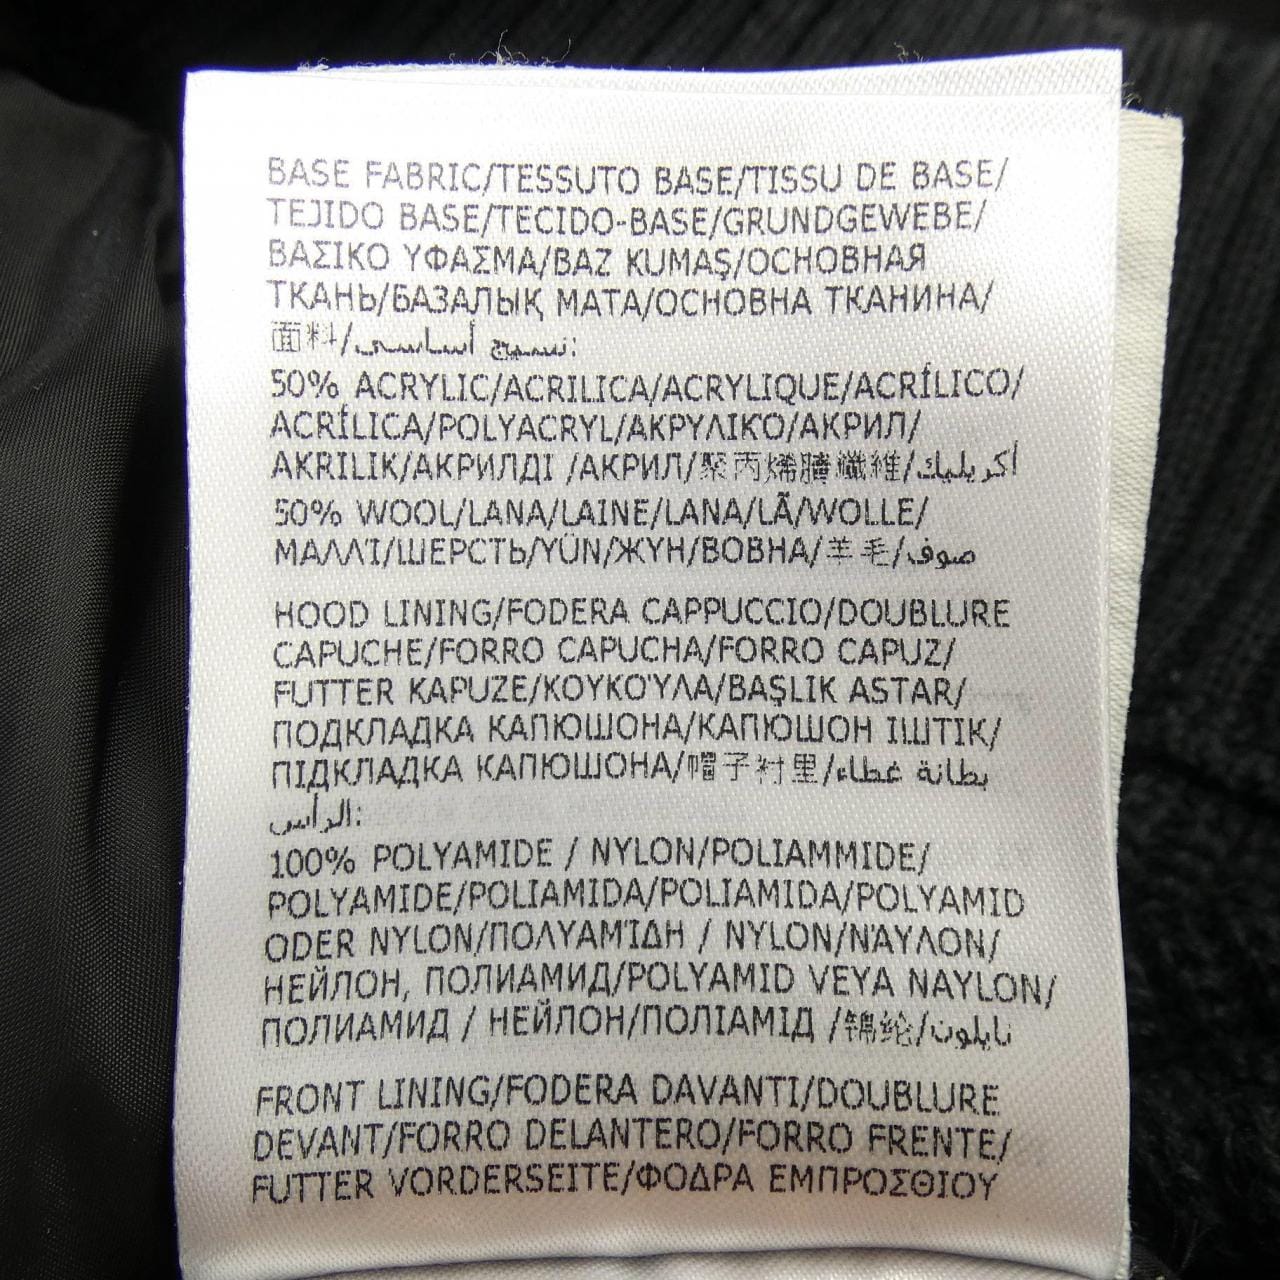 BASE FABRIC/TESSUTO BASE/TISSU DE BASE/
TEJIDO BASE/TECIDO-BASE/GRUNDGEWEBE/
ΒΑΣΙΚΟ ΥΦΑΣΜΑ/BAZ KUMAŞ/ОСНОВНАЯ
ТКАНЬ/БАЗАЛЫҚ МАТА/ОСНОВНА ТКАНИНА/
面料/نسيج أساسي:
50% ACRYLIC/ACRILICA/ACRYLIQUE/ACRÍLICO/
ACRÍLICA/POLYACRYL/ΑΚΡΥΛΙΚΌ/АКРИЛ/
AKRILIK/АКРИЛДІ /АКРИЛ/聚丙烯腈纖維/أكريليك
50% WOOL/LANA/LAINE/LANA/LÃ/WOLLE/
ΜΑΛΛΊ/ШЕРСТЬ/YÜN/ЖҮН/ВОВНА/羊毛/صوف
HOOD LINING/FODERA CAPPUCCIO/DOUBLURE
CAPUCHE/FORRO CAPUCHA/FORRO CAPUZ/
FUTTER KAPUZE/ΚΟΥΚΟΎΛΑ/BAŞLIK ASTAR/
ПОДКЛАДКА КАПЮШОНА/КАПЮШОН ІШТІК/
ПІДКЛАДКА КАПЮШОНА/帽子衬里/بطانة غطاء
الرأس:
100% POLYAMIDE / NYLON/POLIAMMIDE/
POLYAMIDE/POLIAMIDA/POLIAMIDA/POLYAMID
ODER NYLON/ΠΟΛΥΑΜΊΔΗ / NYLON/ΝΆΥΛΟΝ/
НЕЙЛОН, ПОЛИАМИД/POLYAMID VEYA NAYLON/
ПОЛИАМИД / НЕЙЛОН/ПОЛІАМІД /锦纶/نايلون
FRONT LINING/FODERA DAVANTI/DOUBLURE
DEVANT/FORRO DELANTERO/FORRO FRENTE/
FUTTER VORDERSEITE/ΦΟΔΡΑ ΕΜΠΡΟΣΘΙΟΥ